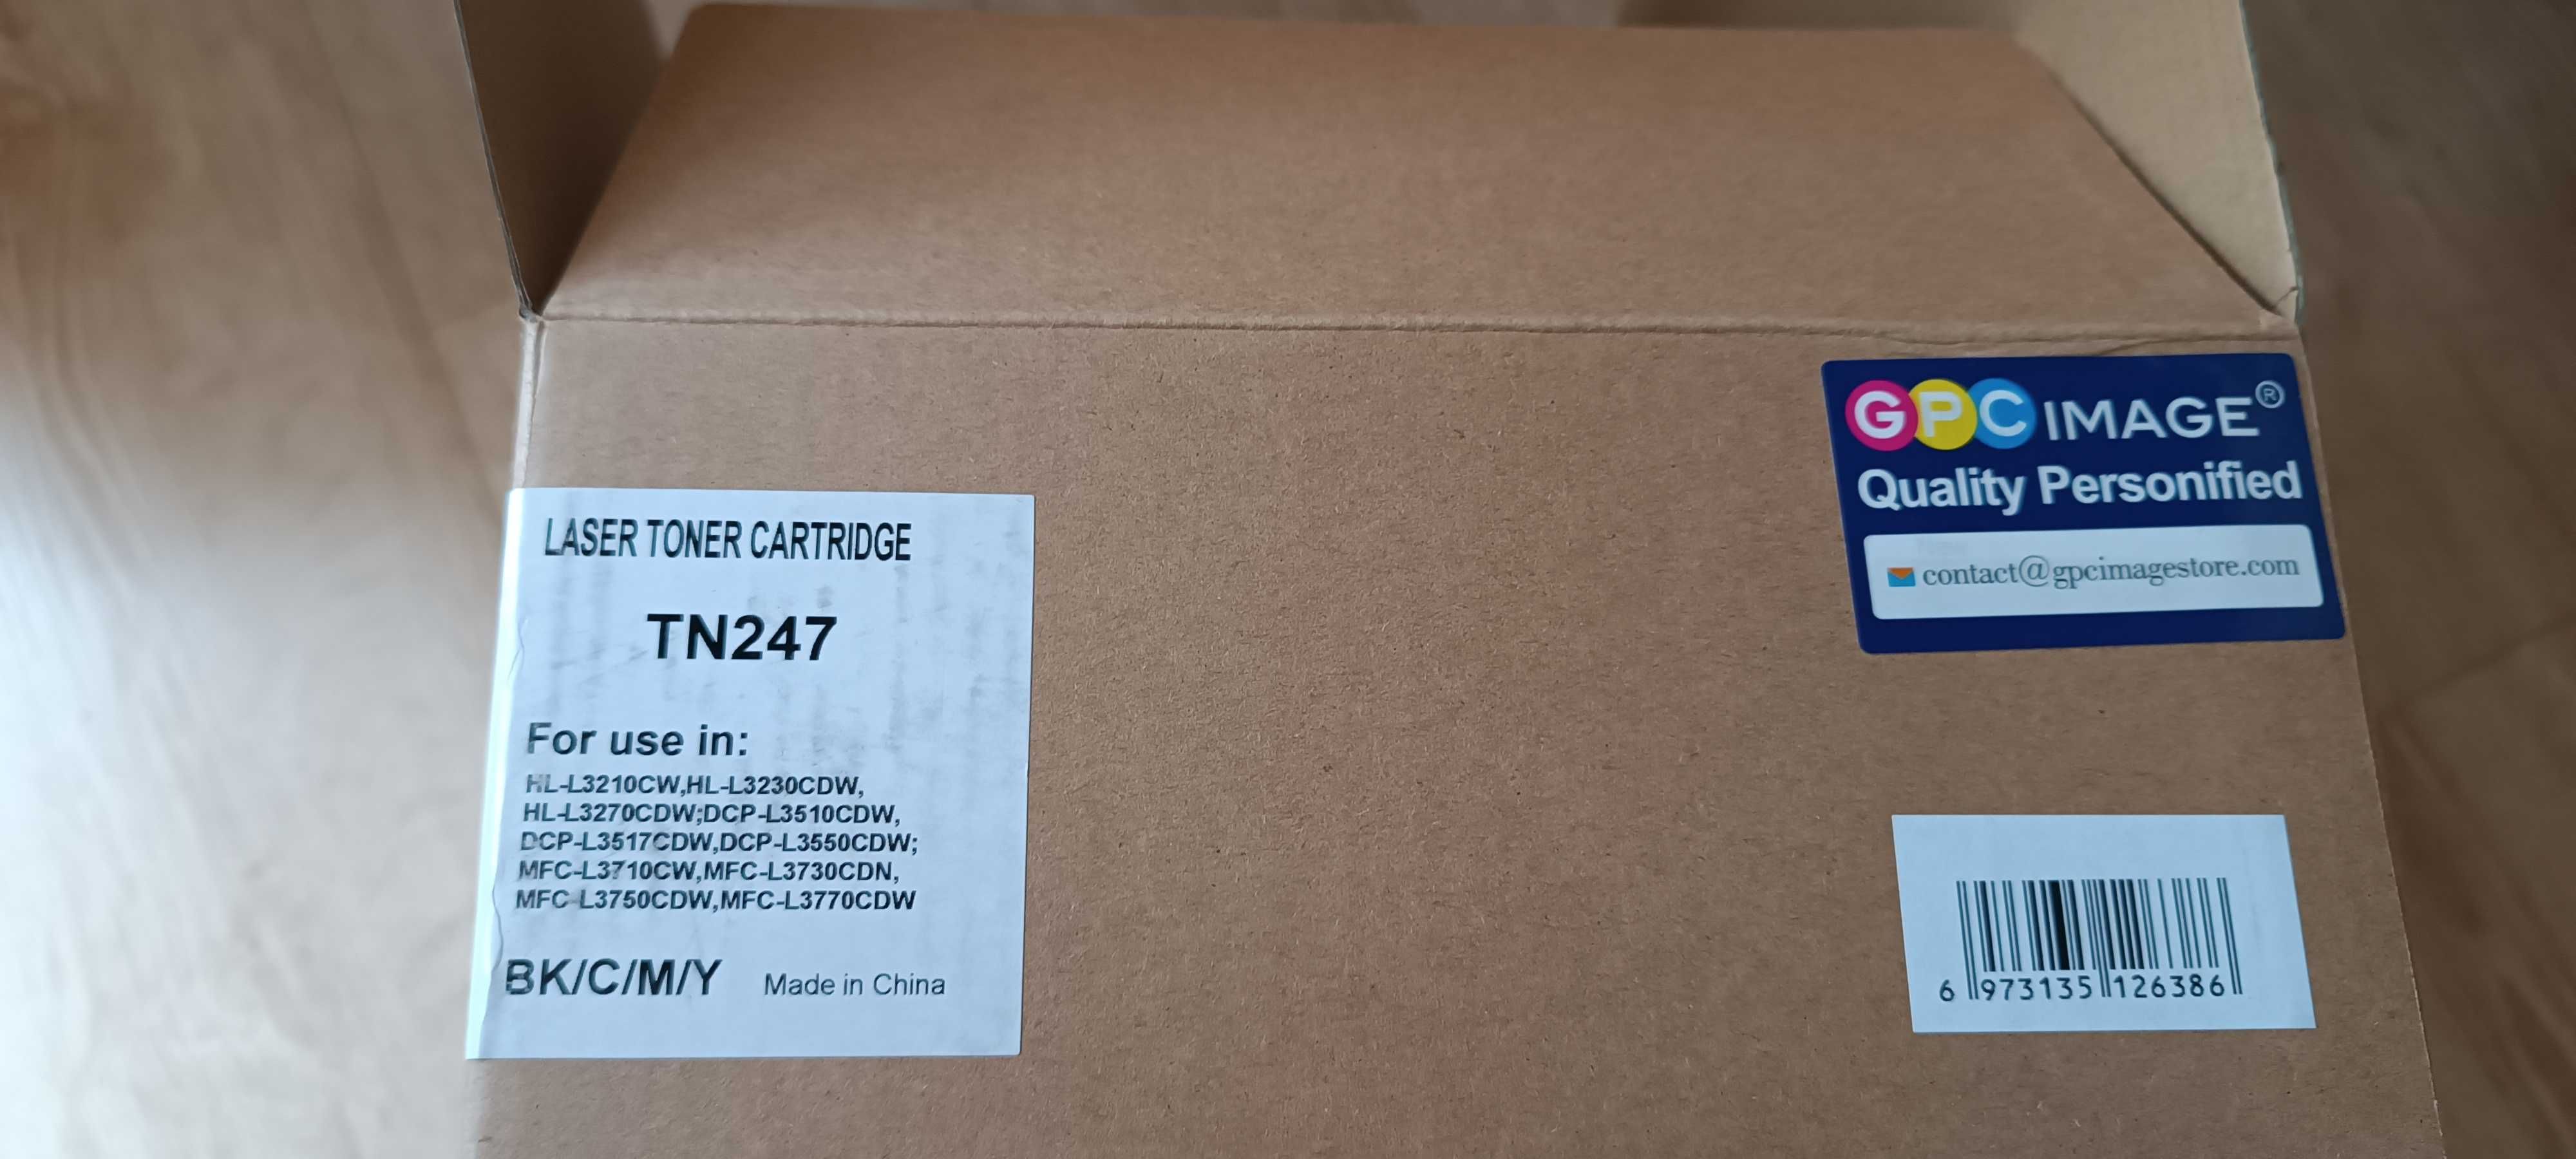 GPC IMAGE®
Quality Personified
contact@gpcimagestore.com
LASER TONER CARTRIDGE
TN247
For use in:
HL-L3210CW,HL-L3230CDW,
HL-L3270CDW;DCP-L3510CDW,
DCP-L3517CDW,DCP-L3550CDW;
MFC-L3710CW,MFC-L3730CDN,
MFC-L3750CDW,MFC-L3770CDW
BK/C/M/Y Made in China
6 973135 126386